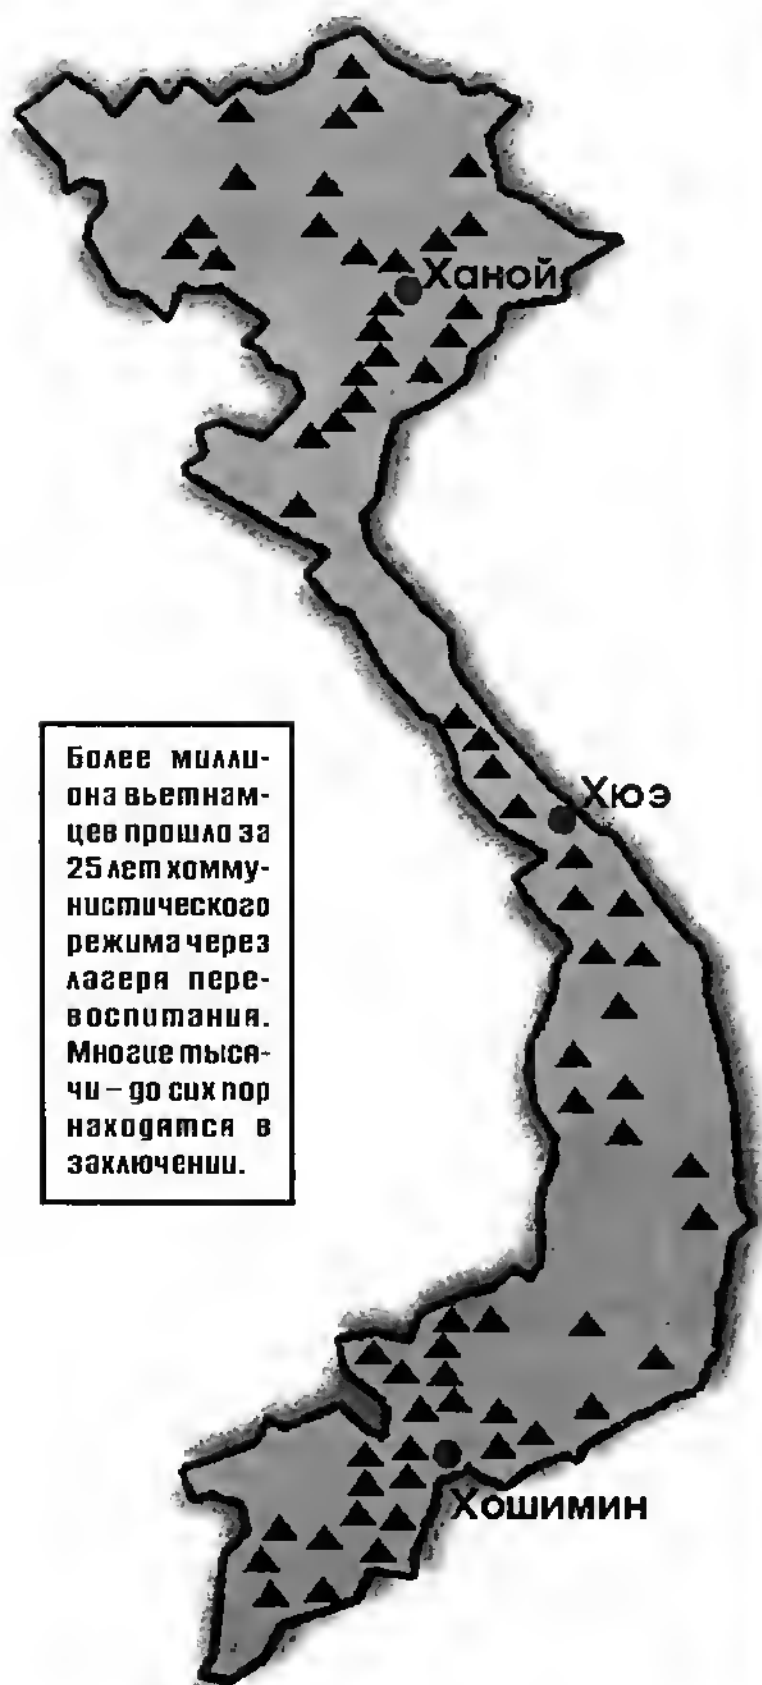 Ханой
Более милли-
она вьетнам-
цев прошло за
25 лет комму-
нистического
режима через
лагеря пере-
воспитания.
Многие тыся-
чи – до сих пор
находятся в
заключении.
Хюэ
Хошимин